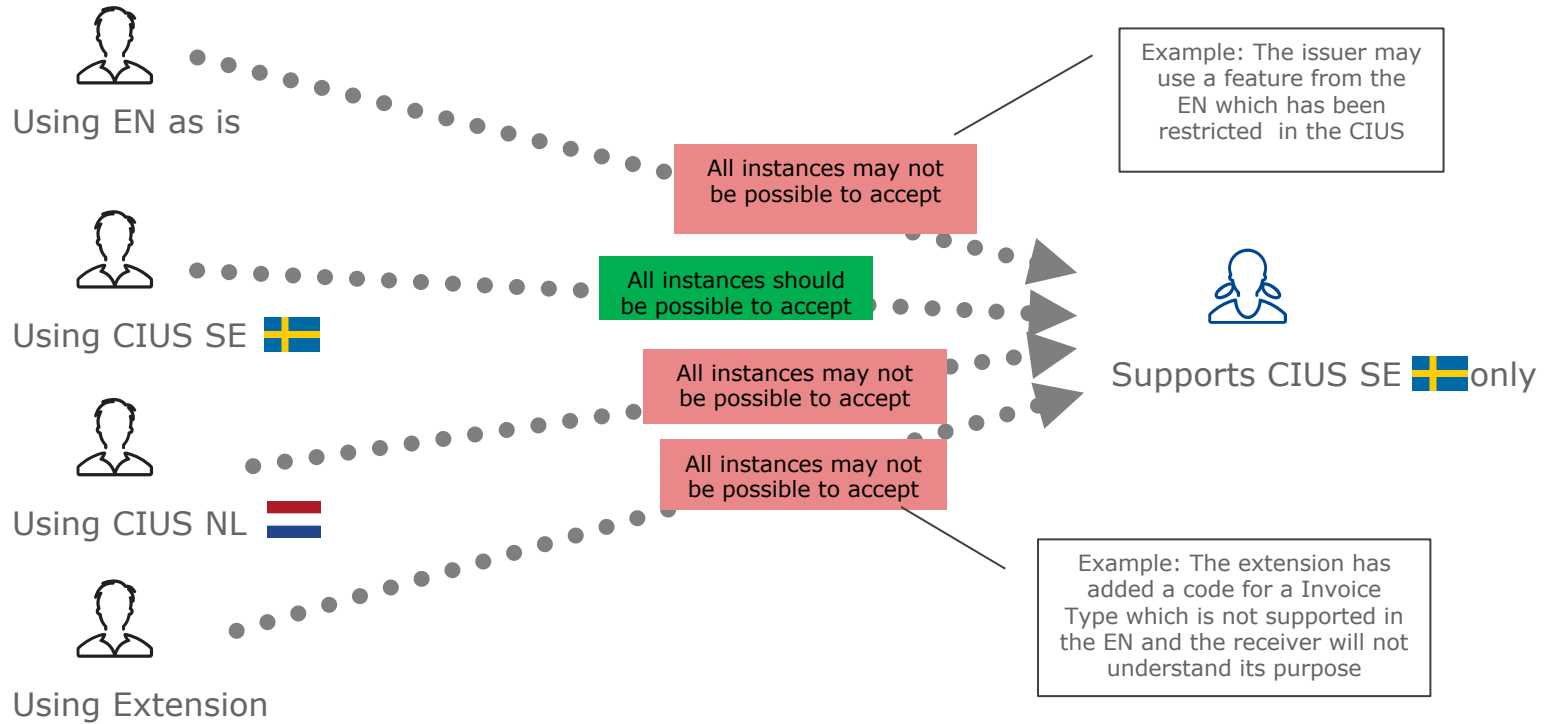 Using EN as is
All instances may not
be possible to accept
Example: The issuer may
use a feature from the
EN which has been
restricted in the CIUS
Using CIUS SE
All instances should
be possible to accept
Supports CIUS SE only
Using CIUS NL
All instances may not
be possible to accept
Using Extension
All instances may not
be possible to accept
Example: The extension has
added a code for a Invoice
Type which is not supported in
the EN and the receiver will not
understand its purpose